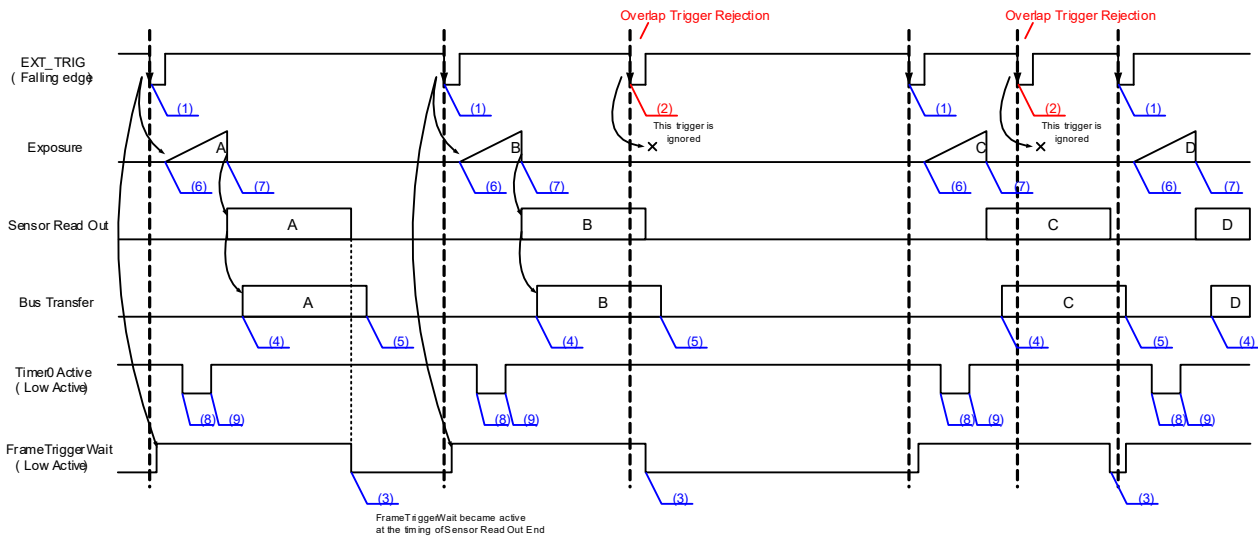 Overlap Trigger Rejection
Overlap Trigger Rejection
EXT_TRIG
( Falling edge)
(1)
(1)
(2)
(1)
(2)
(1)
This trigger is
ignored
This trigger is
ignored
Exposure
A
B
C
D
(6)
(7)
(6)
(7)
(6)
(7)
(6)
(7)
Sensor Read Out
A
B
C
D
Bus Transfer
A
B
C
D
(4)
(5)
(4)
(5)
(4)
(5)
(4)
Timer0 Active
( Low Active)
(8)
(9)
(8)
(9)
(8)
(9)
(8)
(9)
FrameTriggerWait
( Low Active)
(3)
(3)
(3)
FrameTriggerWait became active
at the timing of Sensor Read Out End